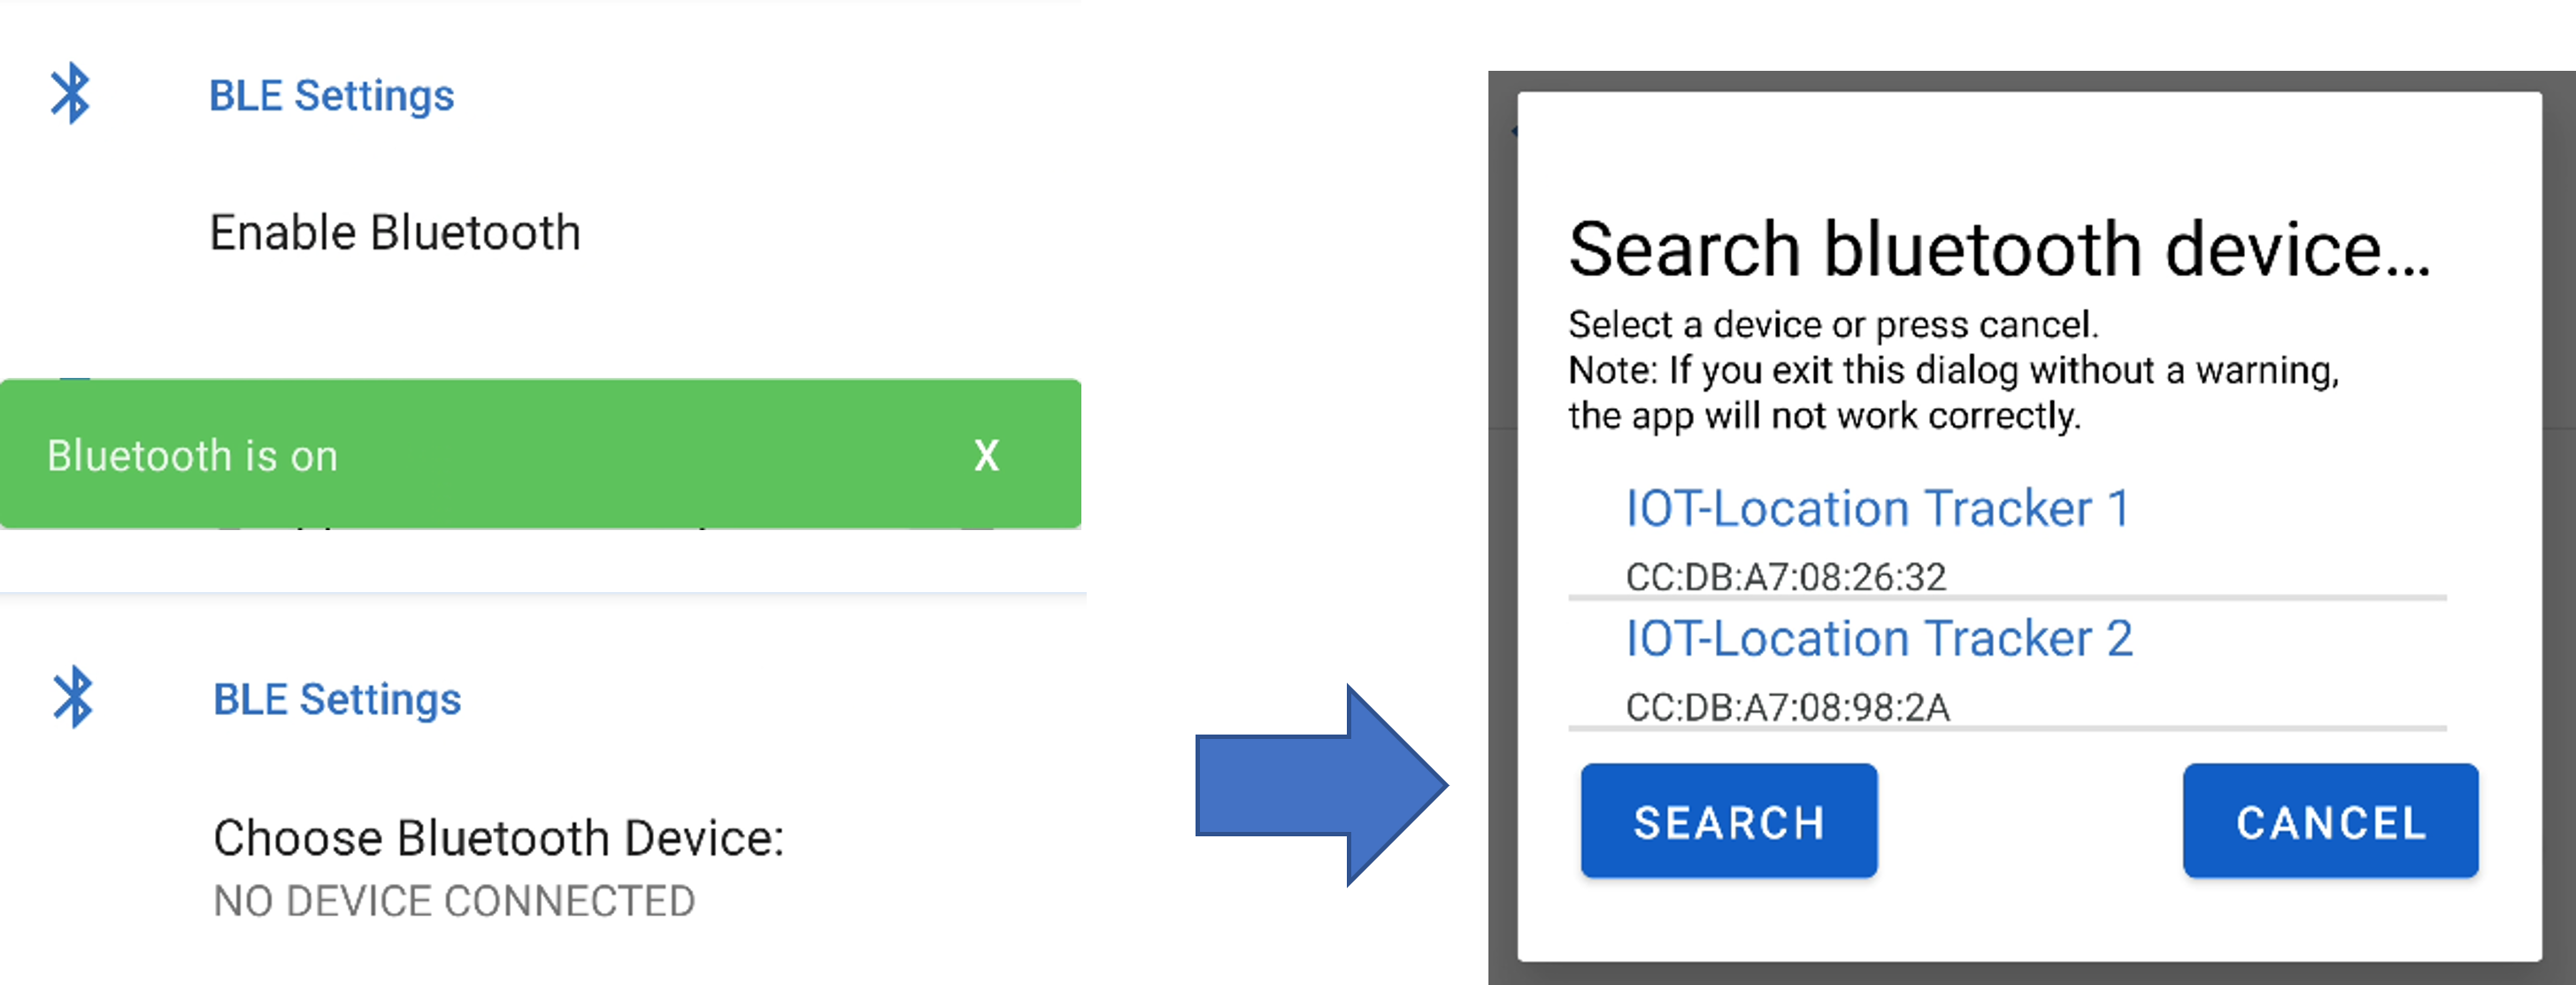 BLE Settings
Enable Bluetooth
Bluetooth is on X
BLE Settings
Choose Bluetooth Device:
NO DEVICE CONNECTED
Search bluetooth device...
Select a device or press cancel.
Note: If you exit this dialog without a warning,
the app will not work correctly.
IOT-Location Tracker 1
CC:DB:A7:08:26:32
IOT-Location Tracker 2
CC:DB:A7:08:98:2A
SEARCH CANCEL